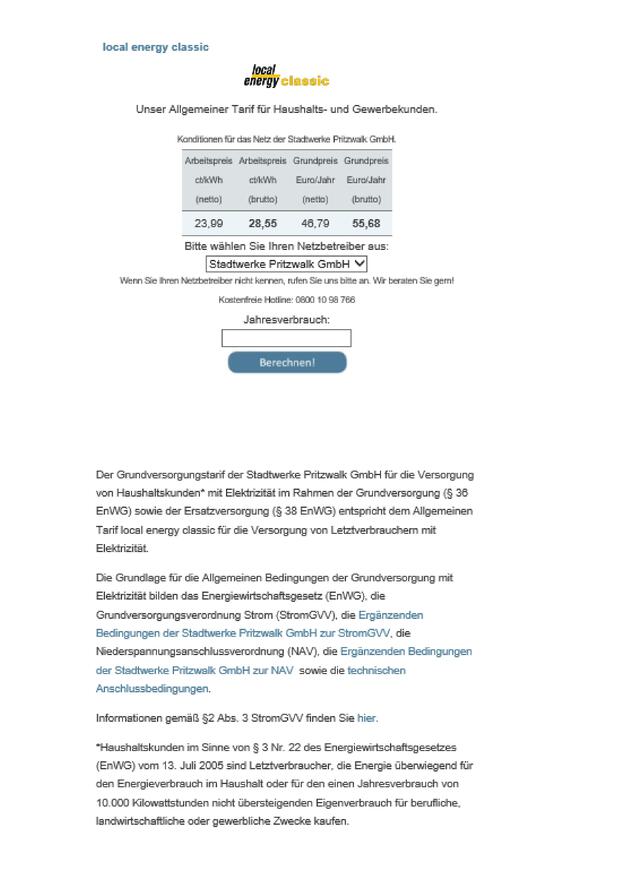 local energy classic
local
energy classic
Unser Allgemeiner Tarif für Haushalts- und Gewerbekunden.
Konditionen für das Netz der Stadtwerke Pritzwalk GmbH.
Arbeitspreis Arbeitspreis Grundpreis Grundpreis
ct/kWh ct/kWh Euro/Jahr Euro/Jahr
(netto) (brutto) (netto) (brutto)
23,99 28,55 46,79 55,68
Bitte wählen Sie Ihren Netzbetreiber aus:
Stadtwerke Pritzwalk GmbH
Wenn Sie Ihren Netzbetreiber nicht kennen, rufen Sie uns bitte an. Wir beraten Sie gern!
Kostenfreie Hotline: 0800 10 98 766
Jahresverbrauch:
Berechnen!
Der Grundversorgungstarif der Stadtwerke Pritzwalk GmbH für die Versorgung
von Haushaltskunden* mit Elektrizität im Rahmen der Grundversorgung (§ 36
EnWG) sowie der Ersatzversorgung (§ 38 EnWG) entspricht dem Allgemeinen
Tarif local energy classic für die Versorgung von Letztverbrauchern mit
Elektrizität.
Die Grundlage für die Allgemeinen Bedingungen der Grundversorgung mit
Elektrizität bilden das Energiewirtschaftsgesetz (EnWG), die
Grundversorgungsverordnung Strom (StromGVV), die Ergänzenden
Bedingungen der Stadtwerke Pritzwalk GmbH zur StromGVV, die
Niederspannungsanschlussverordnung (NAV), die Ergänzenden Bedingungen
der Stadtwerke Pritzwalk GmbH zur NAV sowie die technischen
Anschlussbedingungen.
Informationen gemäß §2 Abs. 3 StromGVV finden Sie hier.
*Haushaltskunden im Sinne von § 3 Nr. 22 des Energiewirtschaftsgesetzes
(EnWG) vom 13. Juli 2005 sind Letztverbraucher, die Energie überwiegend für
den Energieverbrauch im Haushalt oder für den einen Jahresverbrauch von
10.000 Kilowattstunden nicht übersteigenden Eigenverbrauch für berufliche,
landwirtschaftliche oder gewerbliche Zwecke kaufen.